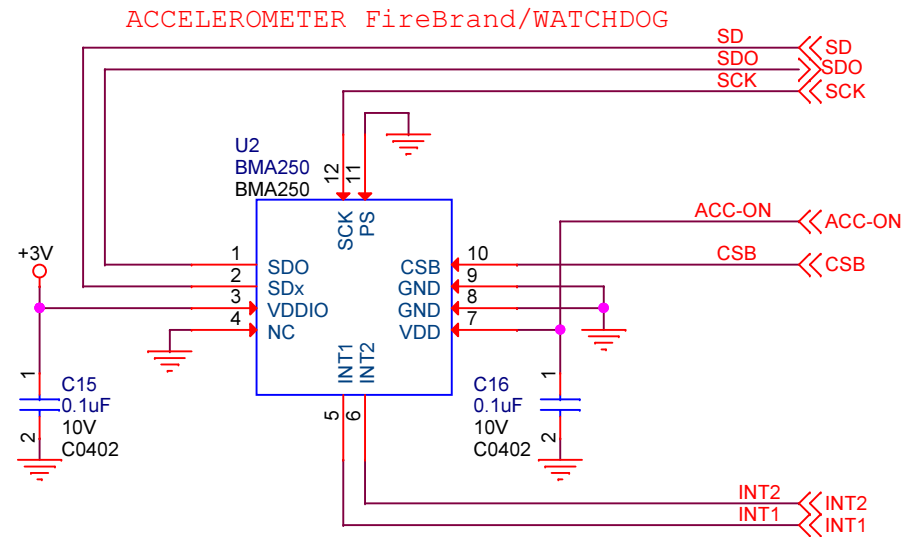 ACCELEROMETER FireBrand/WATCHDOG
SD
SD
SDO
SDO
SCK
SCK
U2
BMA250
BMA250
12
11
SCK
PS
ACC-ON
ACC-ON
+3V
1
SDO
CSB
10
CSB
CSB
2
SDx
GND
9
3
VDDIO
GND
8
4
NC
VDD
7
INT1
INT2
1
C15
0.1uF
10V
C0402
2
5
6
C16
0.1uF
10V
C0402
1
2
INT2
INT2
INT1
INT1